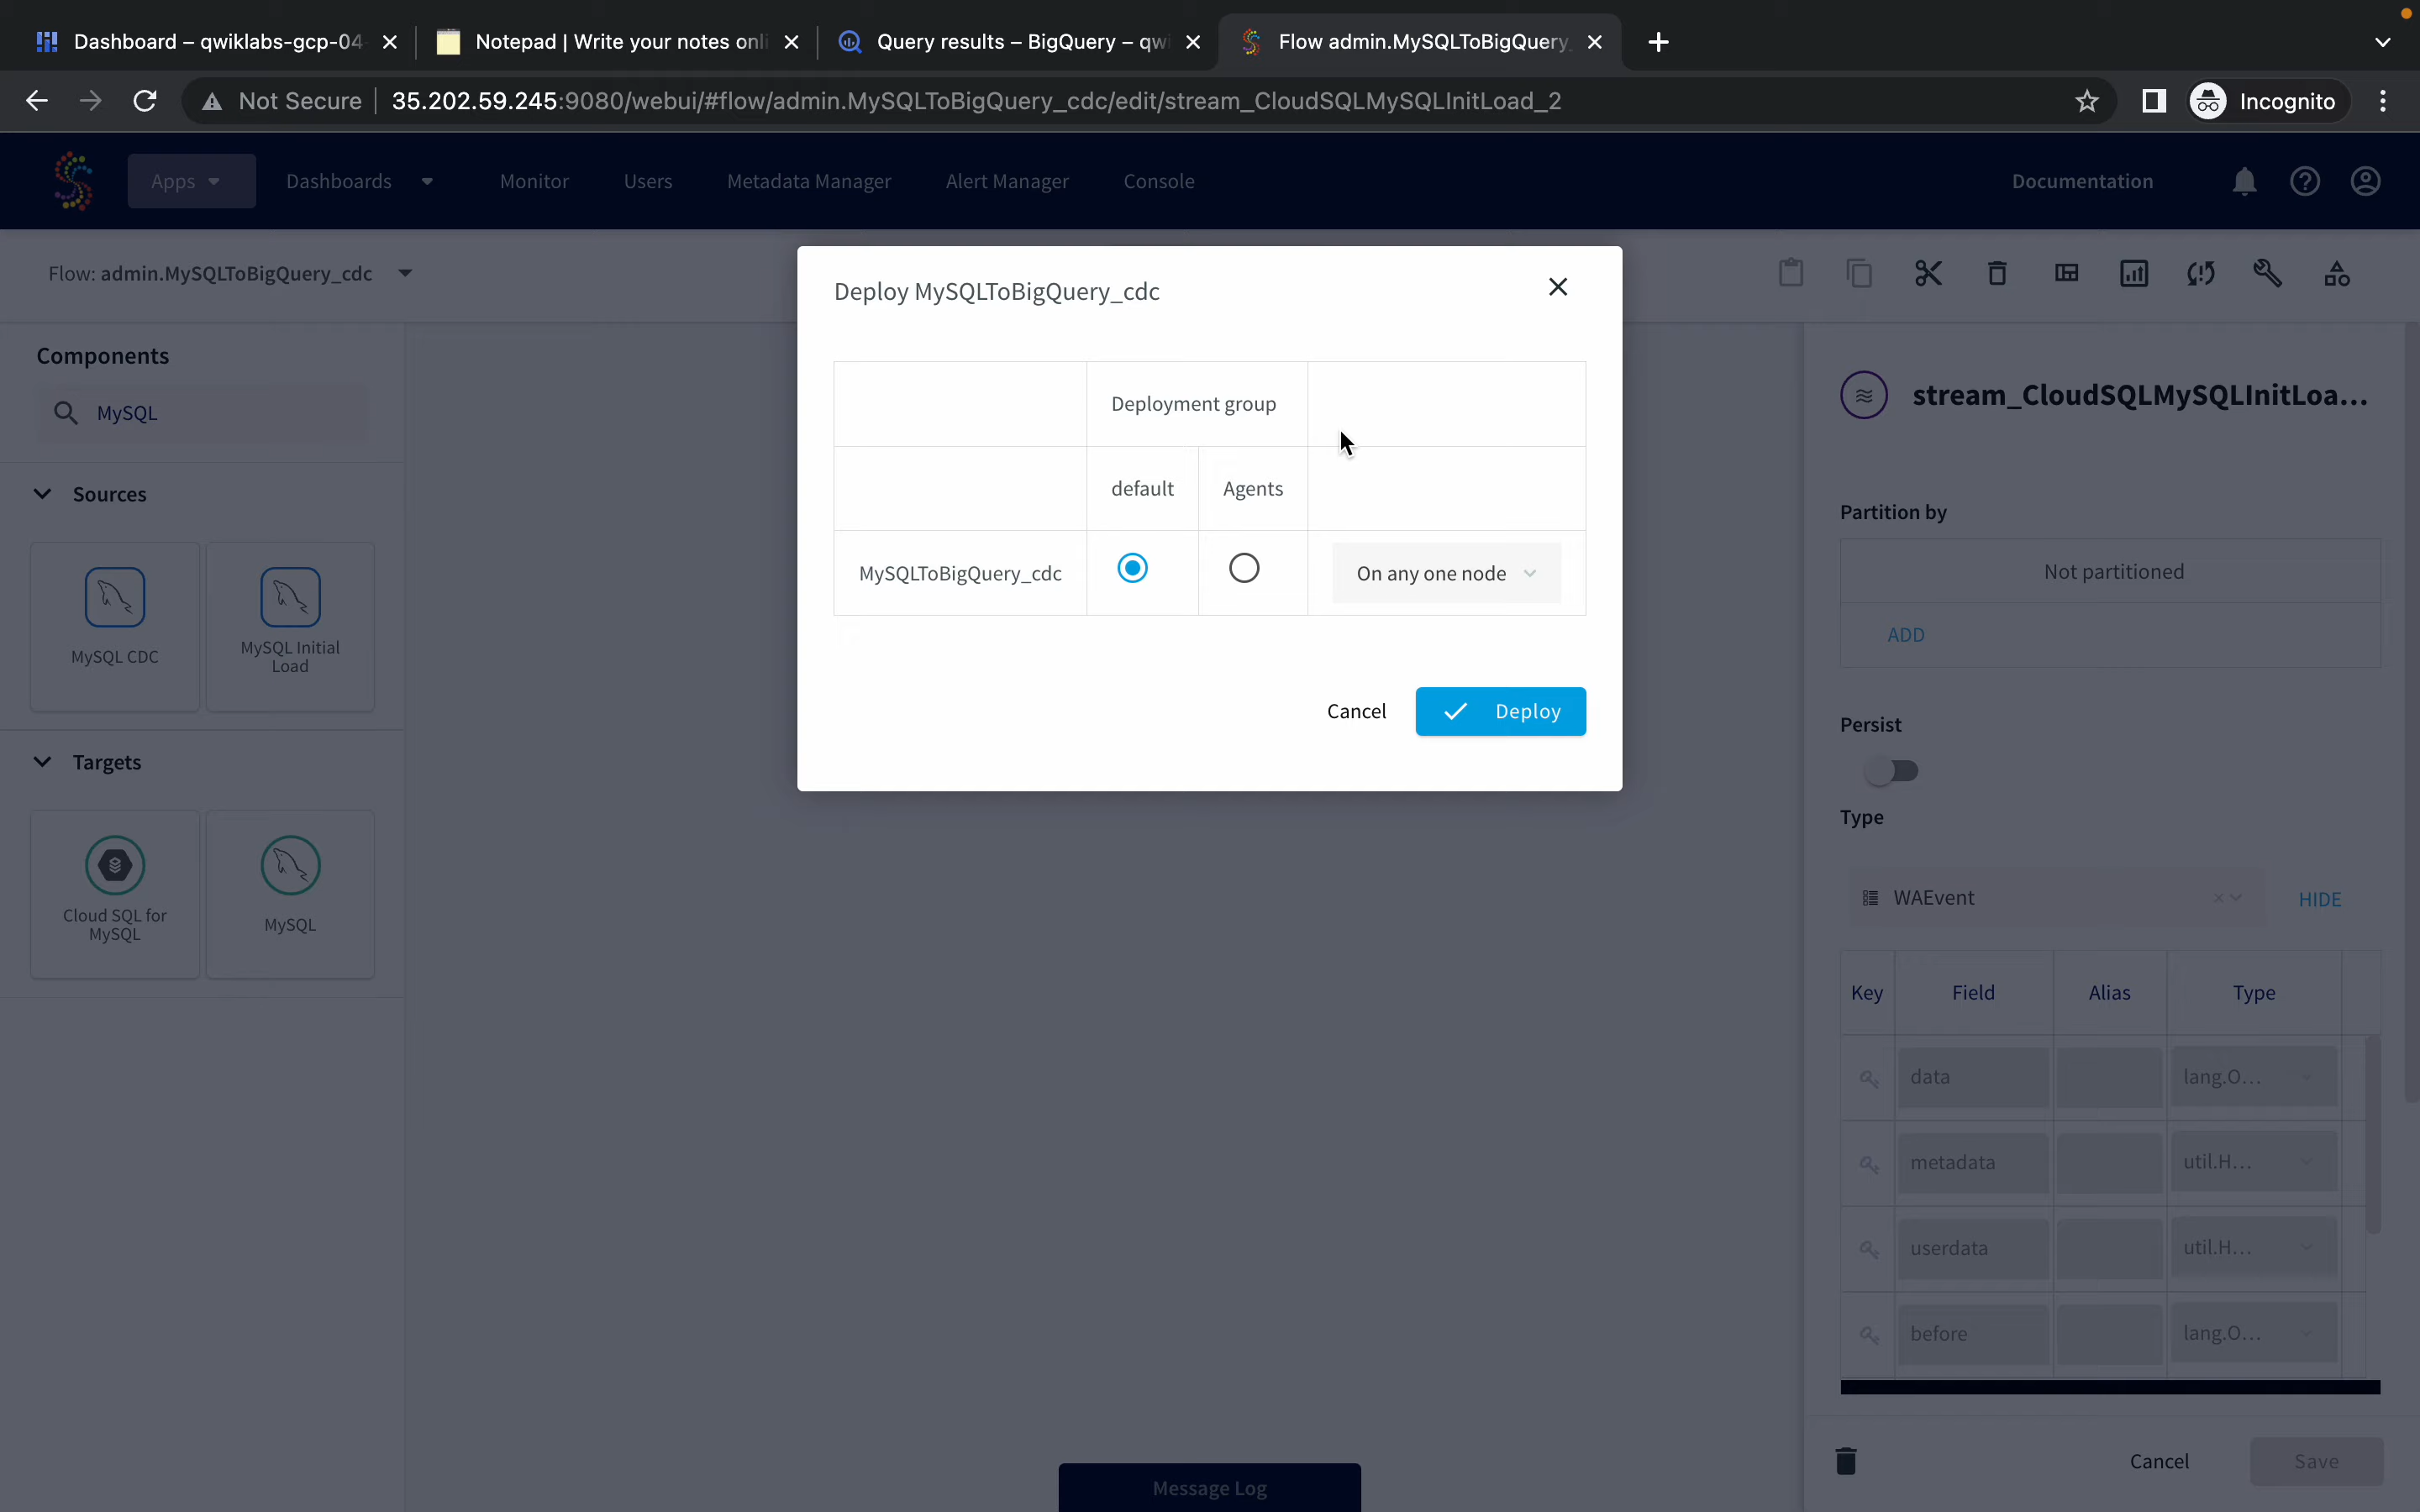 Dashboard – qwiklabs-gcp-04
Notepad | Write your notes onli
Query results – BigQuery – qwi
Flow admin.MySQLToBigQuery_
Not Secure
35.202.59.245:9080/webui/#flow/admin.MySQLToBigQuery_cdc/edit/stream_CloudSQLMySQLInitLoad_2
Incognito
Apps
Dashboards
Monitor
Users
Metadata Manager
Alert Manager
Console
Documentation
Flow: admin.MySQLToBigQuery_cdc
Components
MySQL
Sources
MySQL CDC
MySQL Initial
Load
Targets
Cloud SQL for
MySQL
MySQL
Deploy MySQLToBigQuery_cdc
Deployment group
default
Agents
MySQLToBigQuery_cdc
On any one node
Cancel
Deploy
stream_CloudSQLMySQLInitLoa...
Partition by
Not partitioned
ADD
Persist
Type
WAEvent
HIDE
Key
Field
Alias
Type
data
lang.O...
metadata
util.H...
userdata
util.H...
before
lang.O...
Cancel
Save
Message Log